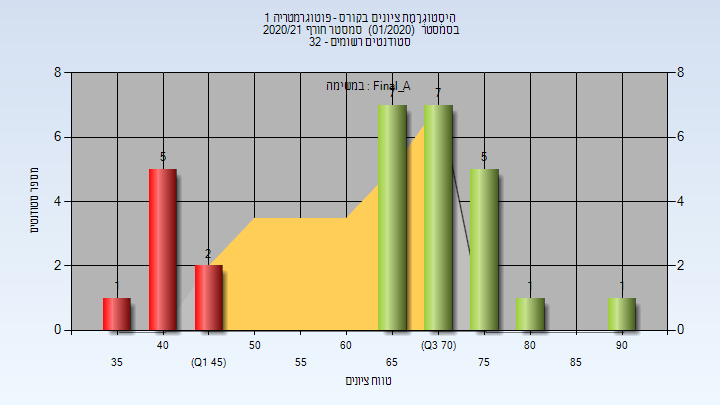 היסטוגרמת ציונים בקורס - פוטוגרמטריה 1
בסמסטר (01/2020) סמסטר חורף 2020/21
סטודנטים רשומים - 32
במשימה : Final_A
מספר סטודנטים
8 8
6 6
4 4
2 2
0 0
1 5 2 7 7 5 1 1
40 50 60 (Q3 70) 80 90
35 (Q1 45) 55 65 75 85
טווח ציונים